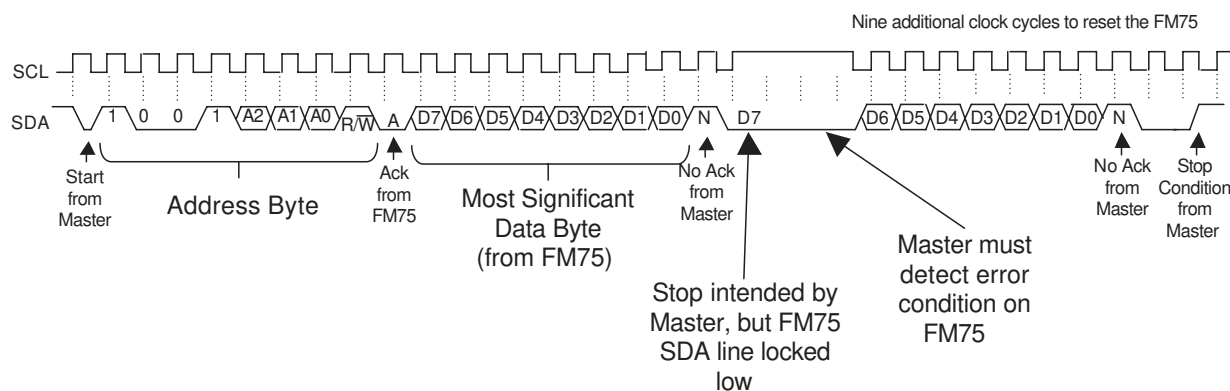 Nine additional clock cycles to reset the FM75
SCL
SDA
1 0 0 1 A2 A1 A0 R/W A D7 D6 D5 D4 D3 D2 D1 D0 N D7 D6 D5 D4 D3 D2 D1 D0 N
Start
from
Master
Address Byte
Ack
from
FM75
Most Significant
Data Byte
(from FM75)
No Ack
from
Master
Stop intended by
Master, but FM75
SDA line locked
low
Master must
detect error
condition on
FM75
No Ack
from
Master
Stop
Condition
from
Master